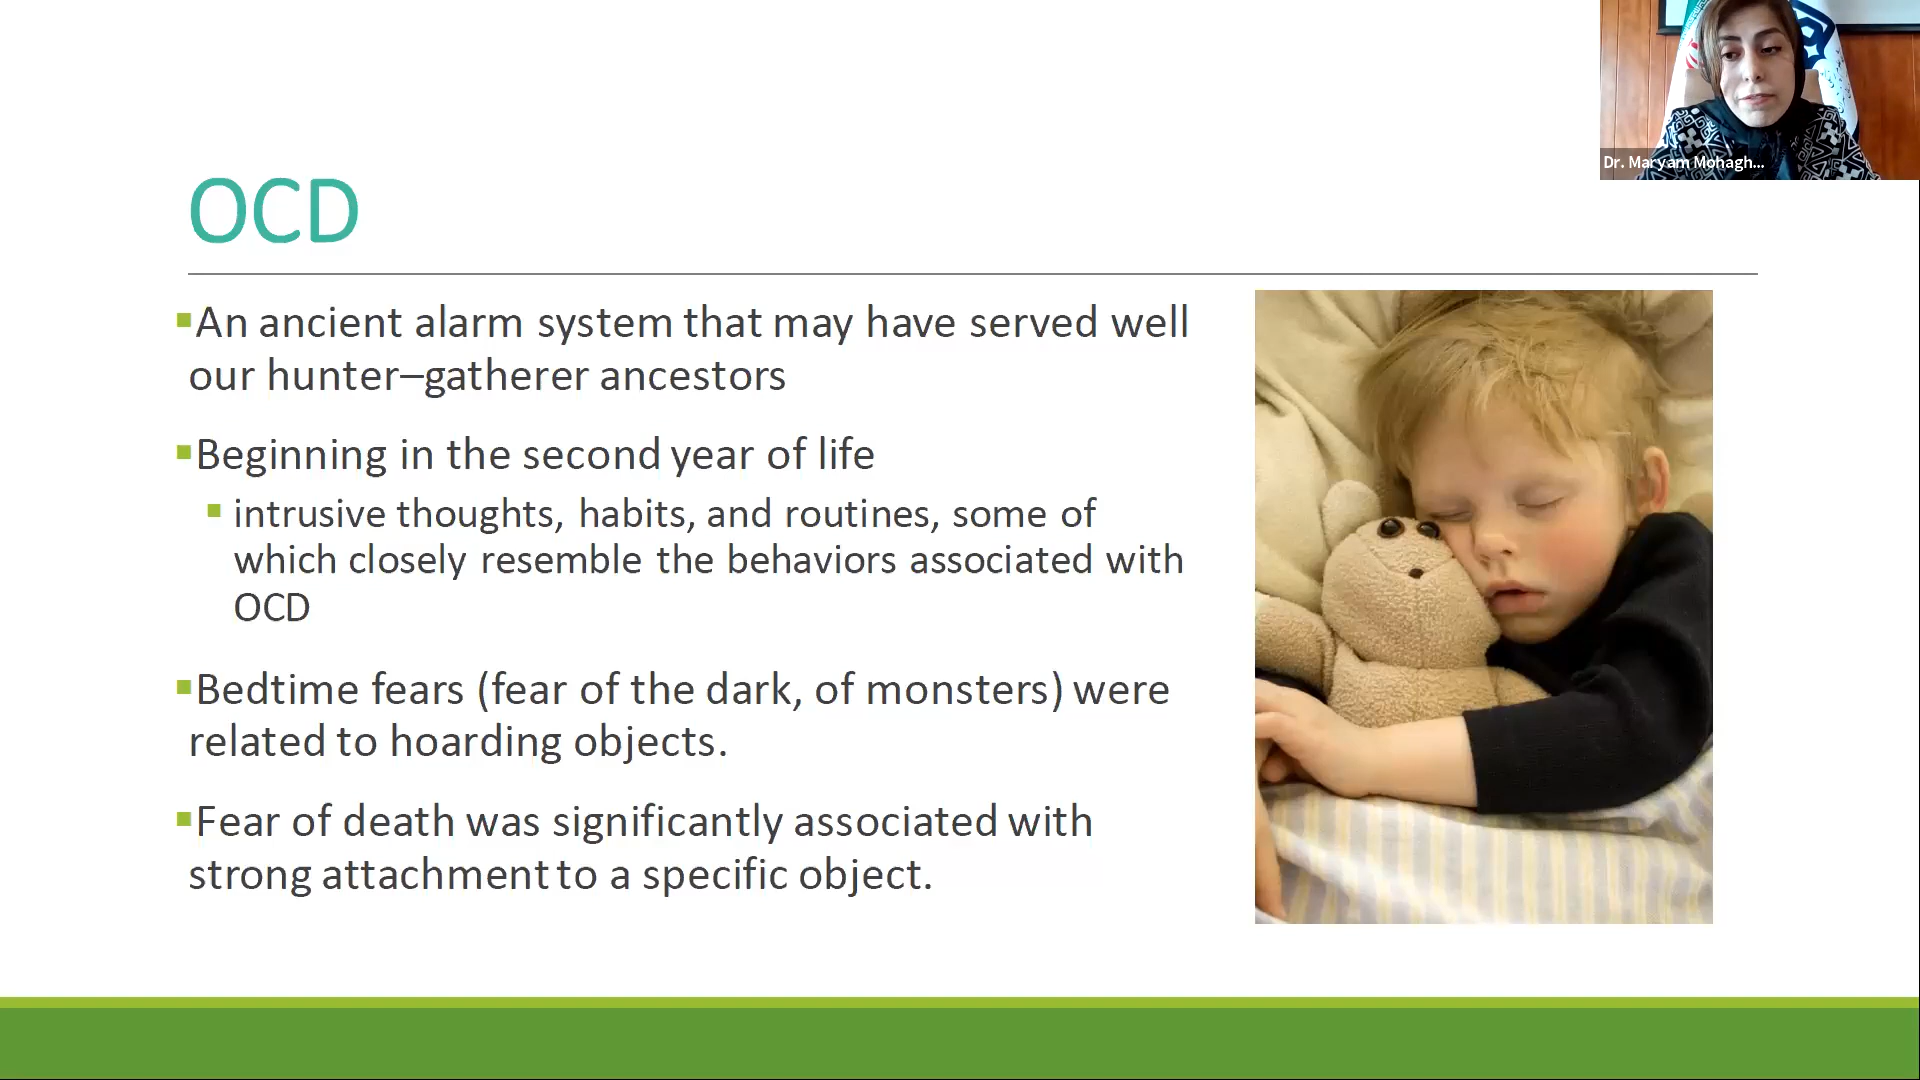 Dr. Maryam Mohagh...
OCD
▪An ancient alarm system that may have served well
our hunter–gatherer ancestors
▪Beginning in the second year of life
▪ intrusive thoughts, habits, and routines, some of
which closely resemble the behaviors associated with
OCD
▪Bedtime fears (fear of the dark, of monsters) were
related to hoarding objects.
▪Fear of death was significantly associated with
strong attachment to a specific object.